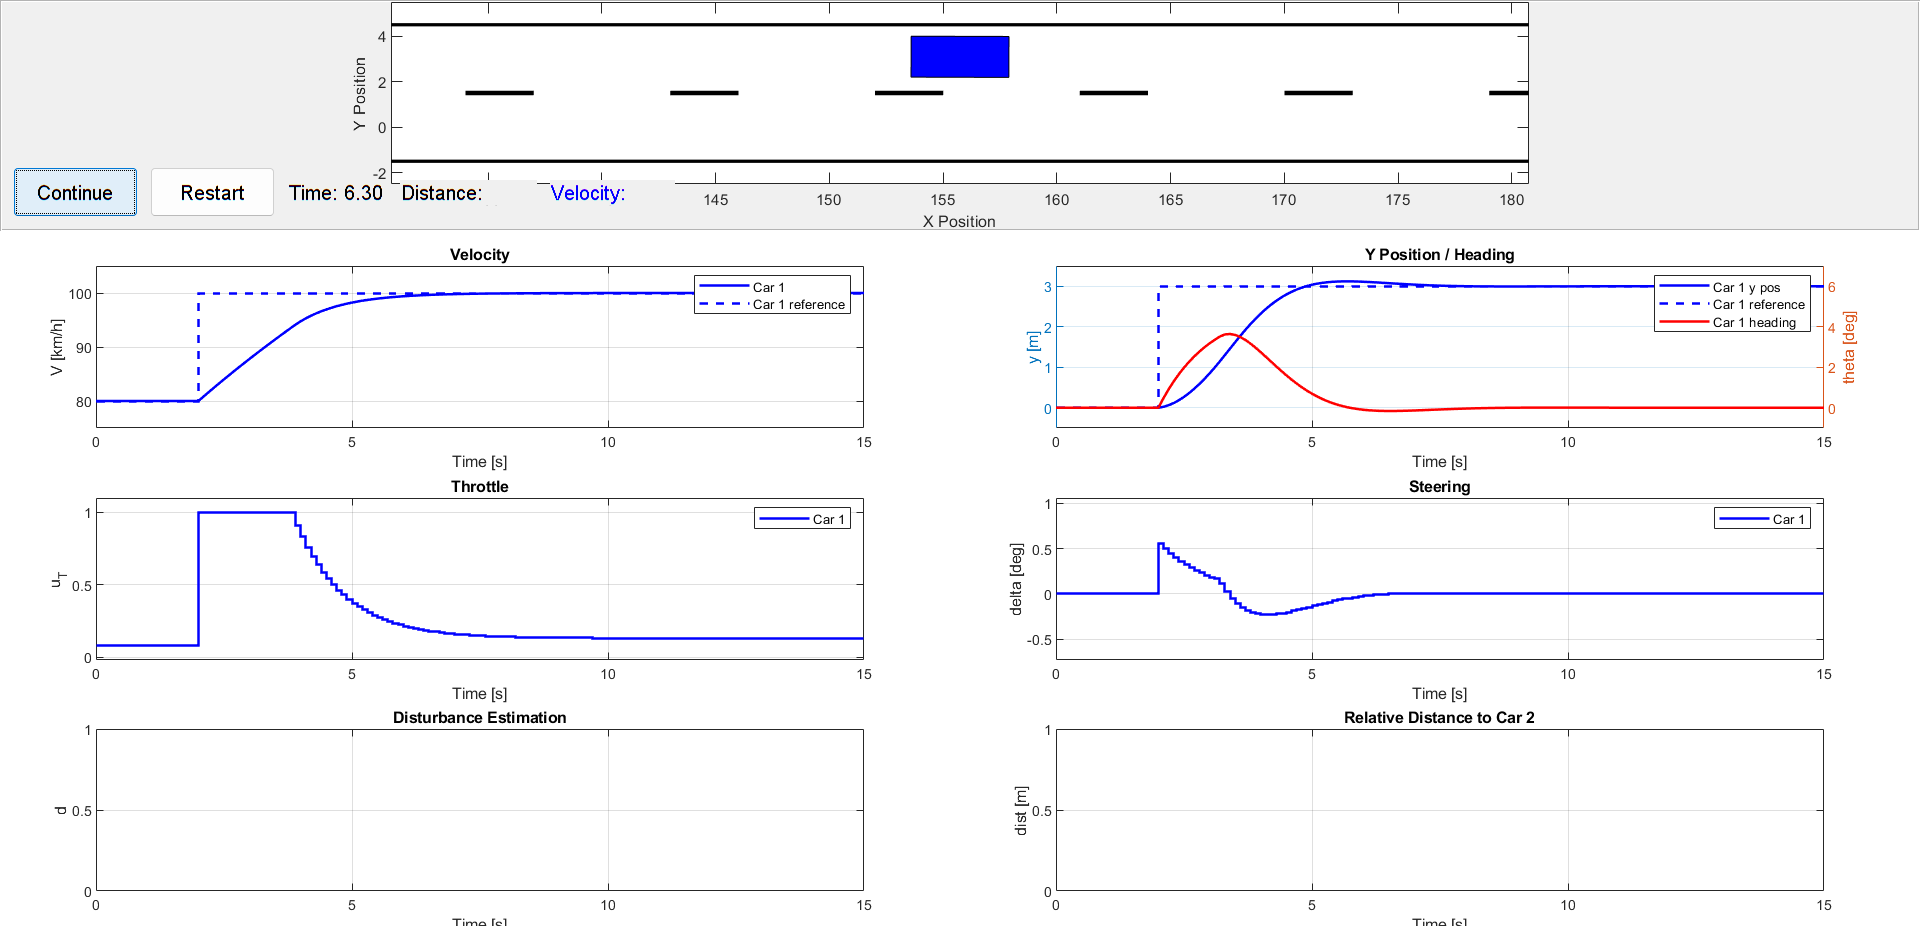 Y Position
4
2
0
-2
145 150 155 160 165 170 175 180
X Position
Continue Restart Time: 6.30 Distance: Velocity:
Velocity
V [km/h]
100
90
80
Car 1
Car 1 reference
0 5 10 15
Time [s]
Y Position / Heading
y [m]
3
2
1
0
Car 1 y pos
Car 1 reference
Car 1 heading
6
4
2
0
theta [deg]
0 5 10 15
Time [s]
Throttle
u_T
1
0.5
0
Car 1
0 5 10 15
Time [s]
Steering
delta [deg]
1
0.5
0
-0.5
Car 1
0 5 10 15
Time [s]
Disturbance Estimation
d
1
0.5
0
0 5 10 15
Time [s]
Relative Distance to Car 2
dist [m]
1
0.5
0
0 5 10 15
Time [s]